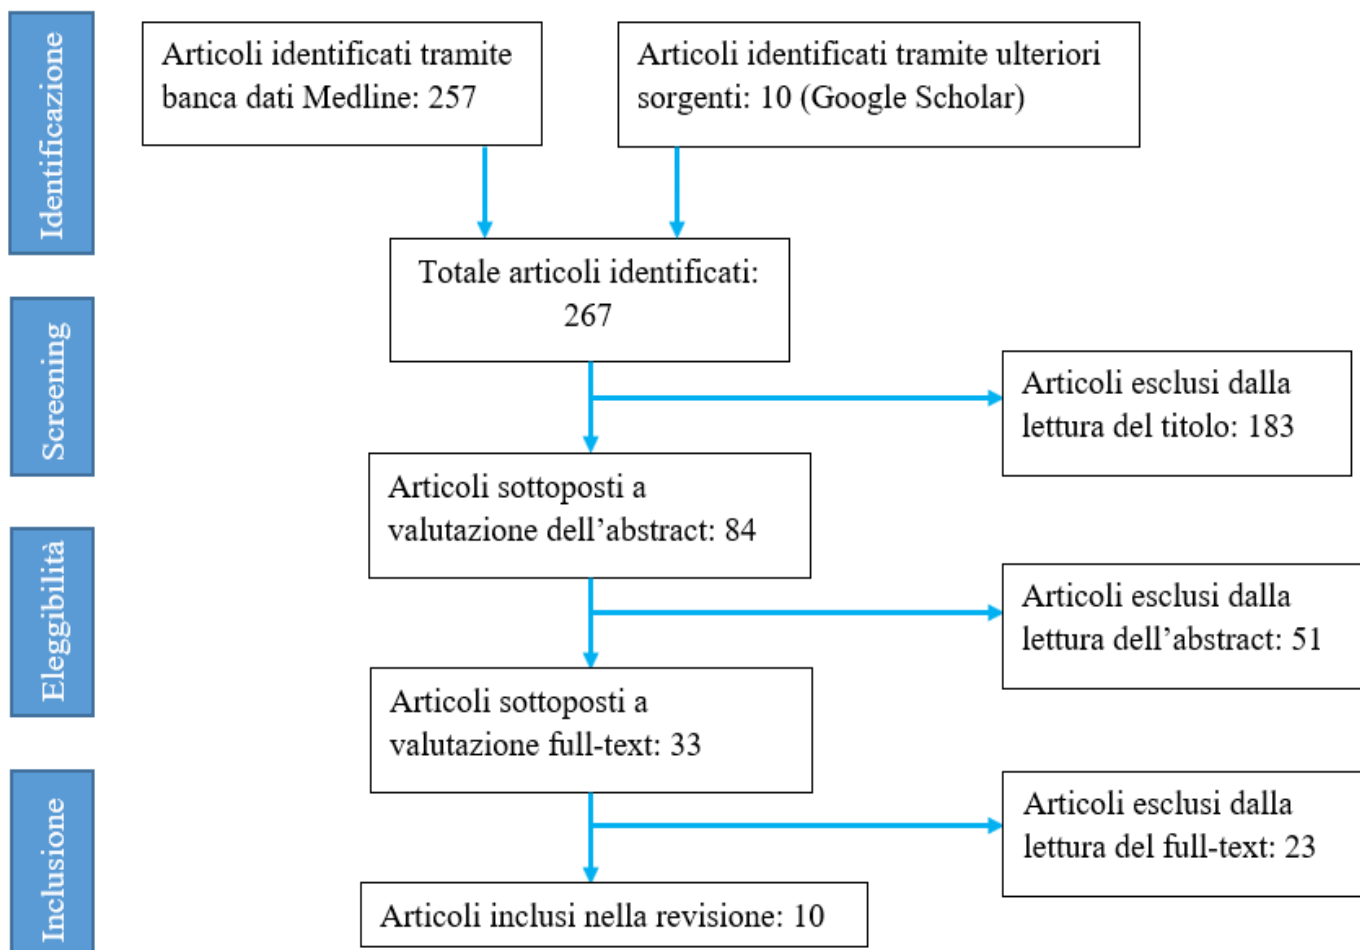 Identificazione
Articoli identificati tramite
banca dati Medline: 257
Articoli identificati tramite ulteriori
sorgenti: 10 (Google Scholar)
Totale articoli identificati:
267
Screening
Articoli esclusi dalla
lettura del titolo: 183
Articoli sottoposti a
valutazione dell’abstract: 84
Eleggibilità
Articoli esclusi dalla
lettura dell’abstract: 51
Articoli sottoposti a
valutazione full-text: 33
Inclusione
Articoli esclusi dalla
lettura del full-text: 23
Articoli inclusi nella revisione: 10